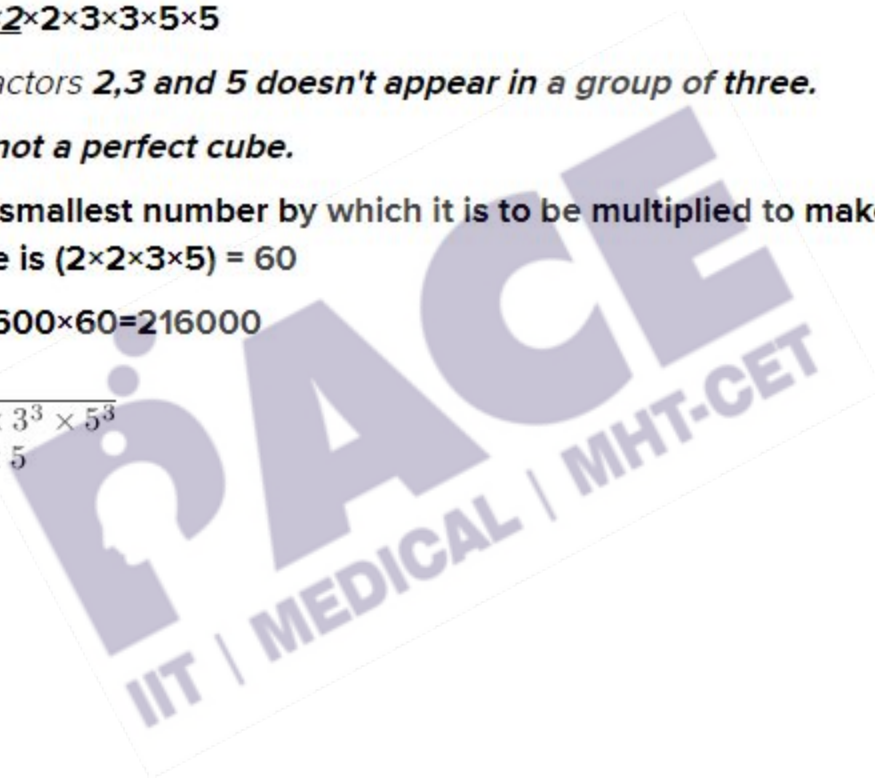 2×2×3×3×5×5
actors 2,3 and 5 doesn't appear in a group of three.
not a perfect cube.
smallest number by which it is to be multiplied to make
e is (2×2×3×5) = 60
600×60=216000
× 3³ × 5³
5
PACE
IIT | MEDICAL | MHT-CET